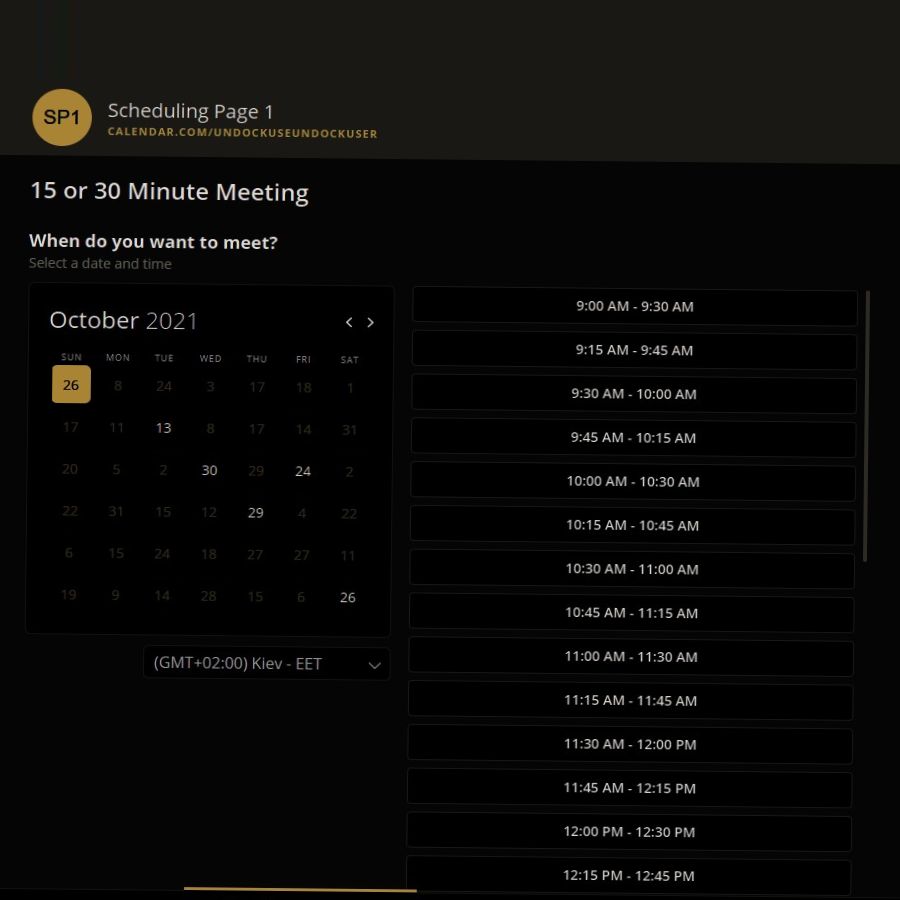 SP1
Scheduling Page 1
CALENDAR.COM/UNDOCKUSEUNDOCKUSER
15 or 30 Minute Meeting
When do you want to meet?
Select a date and time
October 2021
SUN MON TUE WED THU FRI SAT
26 8 24 3 17 18 1
17 11 13 8 17 14 31
20 5 2 30 29 24 2
22 31 15 12 29 4 22
6 15 24 18 27 27 11
19 9 14 28 15 6 26
(GMT+02:00) Kiev - EET
9:00 AM - 9:30 AM
9:15 AM - 9:45 AM
9:30 AM - 10:00 AM
9:45 AM - 10:15 AM
10:00 AM - 10:30 AM
10:15 AM - 10:45 AM
10:30 AM - 11:00 AM
10:45 AM - 11:15 AM
11:00 AM - 11:30 AM
11:15 AM - 11:45 AM
11:30 AM - 12:00 PM
11:45 AM - 12:15 PM
12:00 PM - 12:30 PM
12:15 PM - 12:45 PM